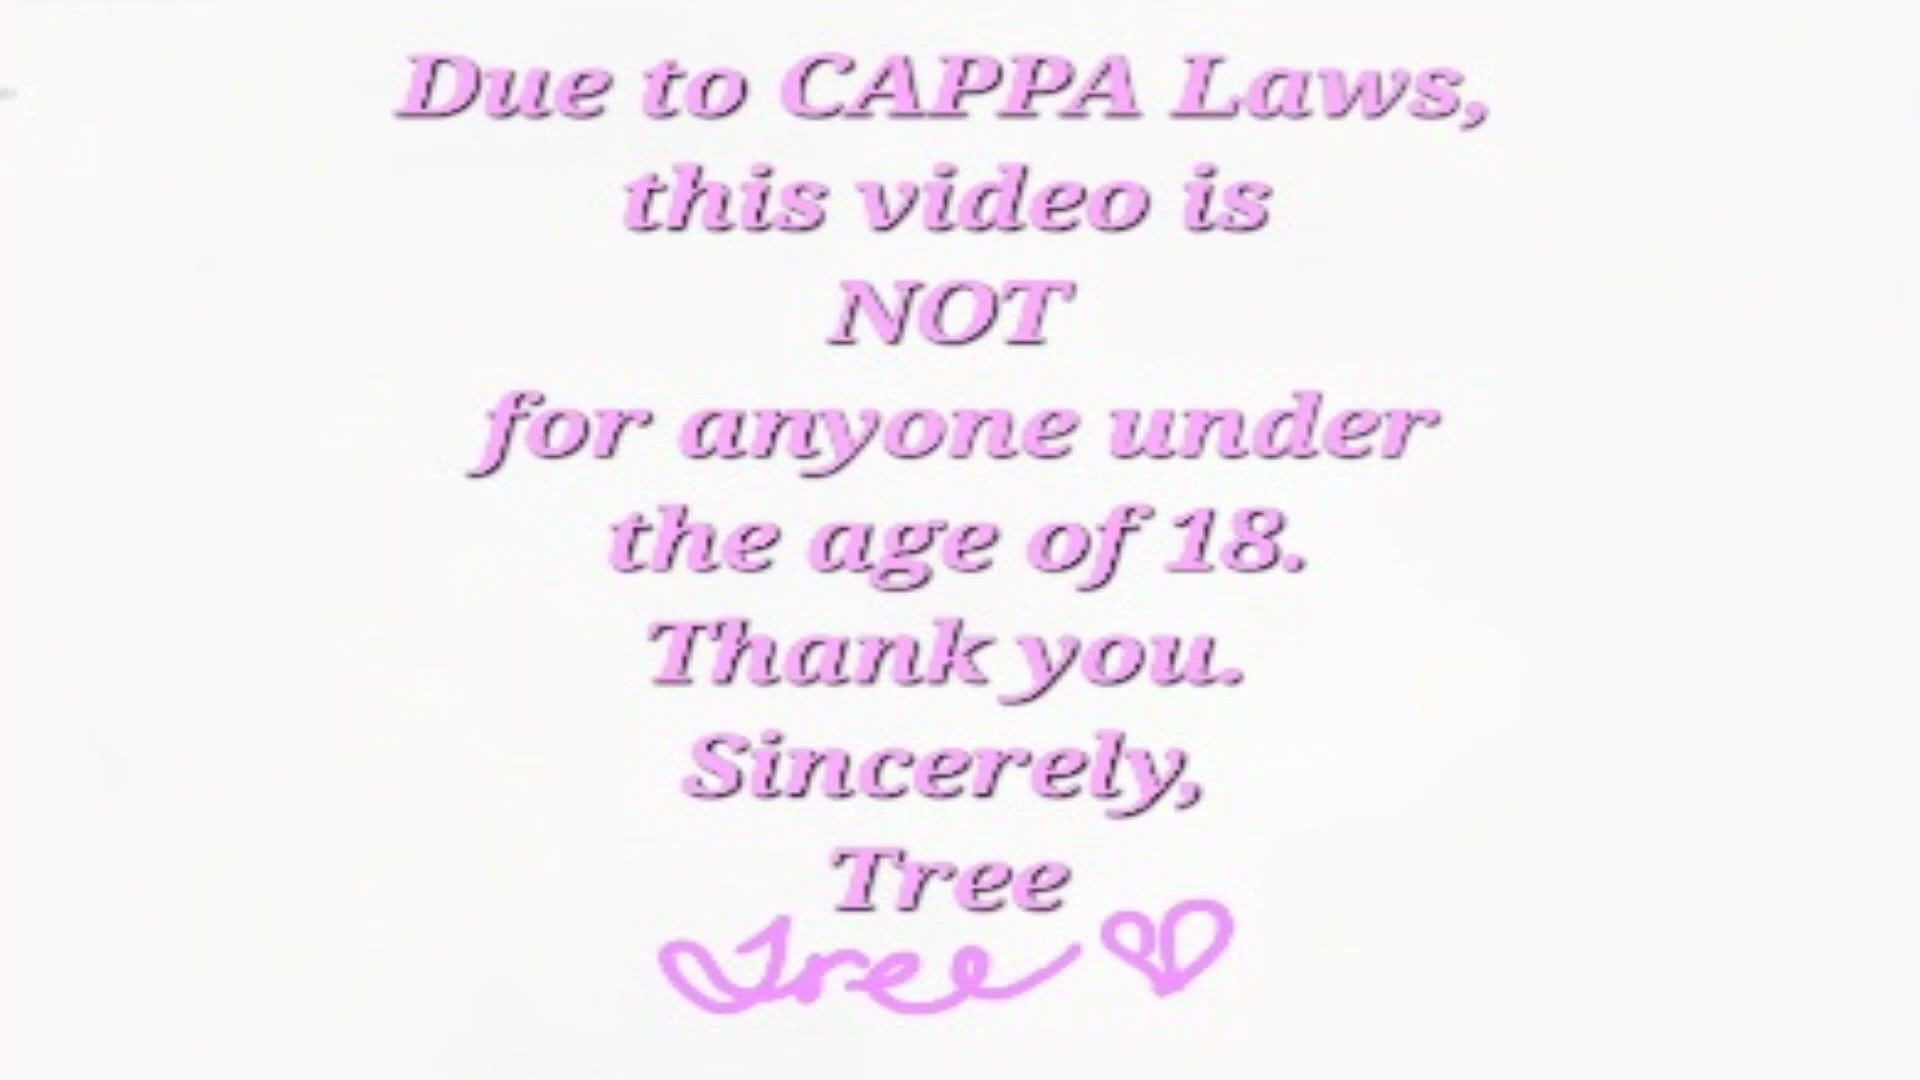 Due to CAPPA Laws,
this video is
NOT
for anyone under
the age of 18.
Thank you.
Sincerely,
Tree
Tree